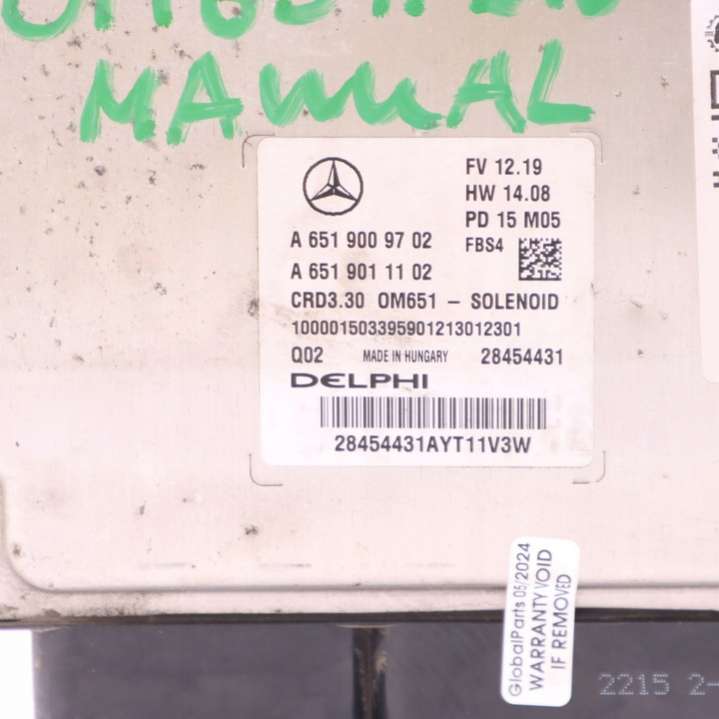 MANUAL
FV 12.19
HW 14.08
PD 15 M05
A 651 900 97 02
FBS4
A 651 901 11 02
CRD3.30 OM651 - SOLENOID
100001503395901213012301
Q02 MADE IN HUNGARY 28454431
DELPHI
28454431AYT11V3W
GlobalParts 05/2024
WARRANTY VOID
IF REMOVED
2215 2-